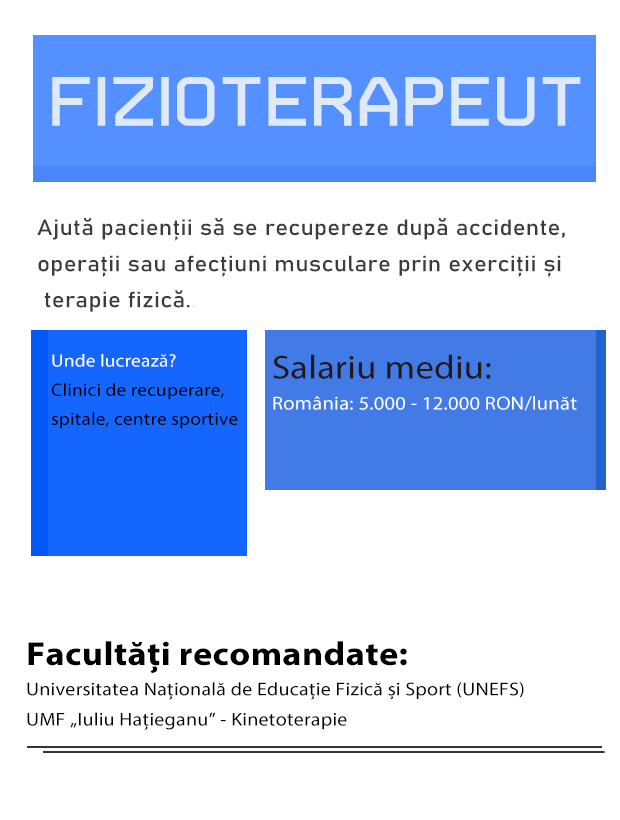 FIZIOTERAPEUT
Ajută pacienții să se recupereze după accidente,
operații sau afecțiuni musculare prin exerciții și
terapie fizică.
Unde lucrează?
Clinici de recuperare,
spitale, centre sportive
Salariu mediu:
România: 5.000 - 12.000 RON/lunăt
Facultăți recomandate:
Universitatea Națională de Educație Fizică și Sport (UNEFS)
UMF „Iuliu Hațieganu” - Kinetoterapie